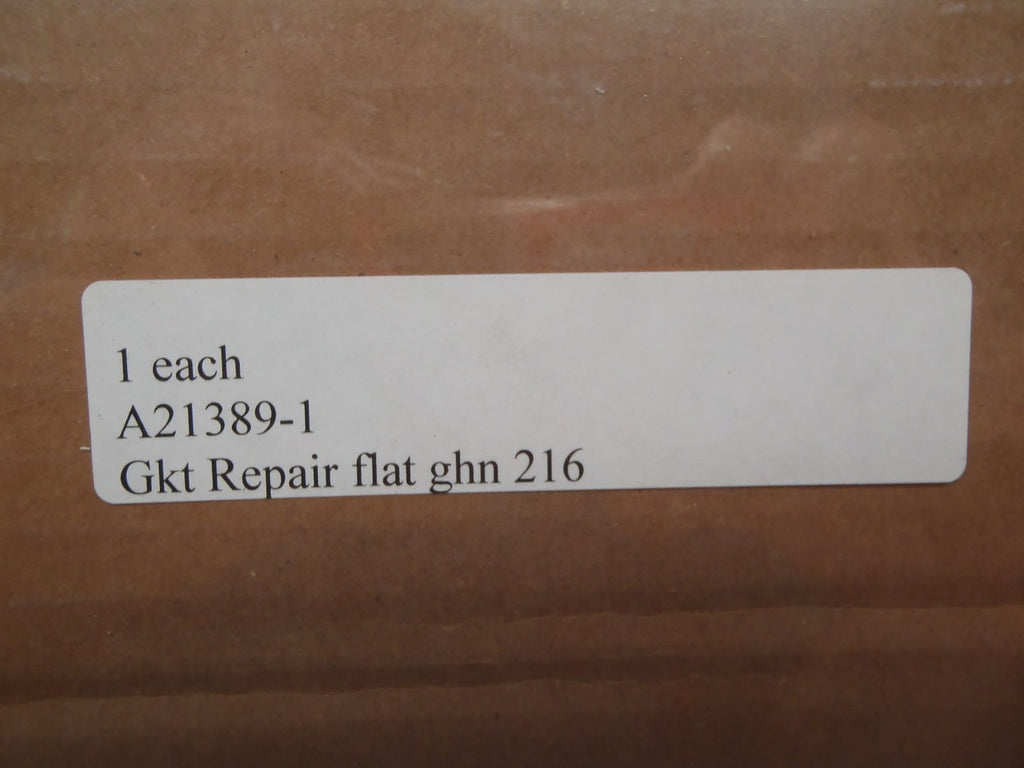 1 each
A21389-1
Gkt Repair flat ghn 216